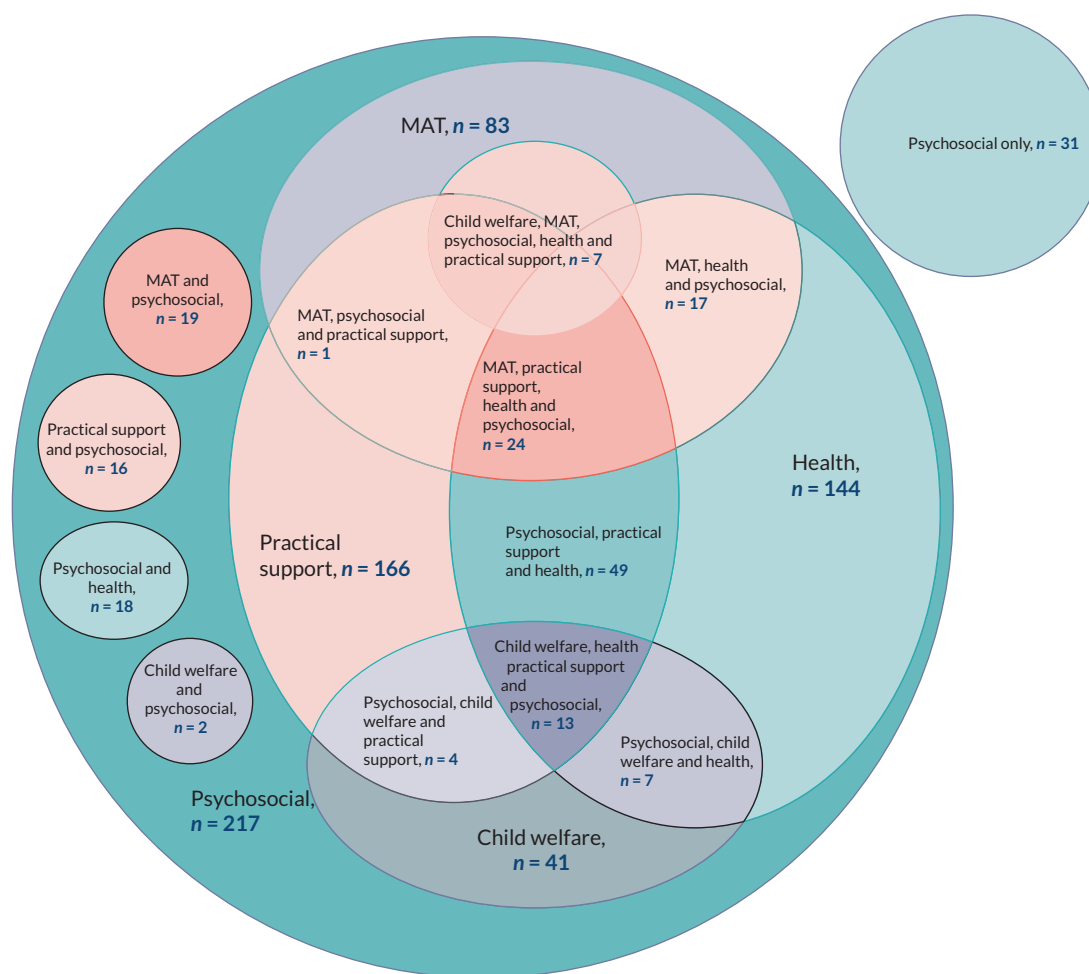 MAT, n = 83
Psychosocial only, n = 31
Child welfare, MAT,
psychosocial, health and
practical support, n = 7
MAT and
psychosocial,
n = 19
MAT, health
and psychosocial,
n = 17
MAT, psychosocial
and practical support,
n = 1
MAT, practical
support,
health and
psychosocial,
n = 24
Practical support
and psychosocial,
n = 16
Health,
n = 144
Psychosocial, practical
support
and health, n = 49
Practical
support, n = 166
Psychosocial and
health,
n = 18
Child welfare, health
practical support
and
psychosocial,
n = 13
Child welfare
and
psychosocial,
n = 2
Psychosocial, child
welfare and
practical
support, n = 4
Psychosocial, child
welfare and health,
n = 7
Psychosocial,
n = 217
Child welfare,
n = 41